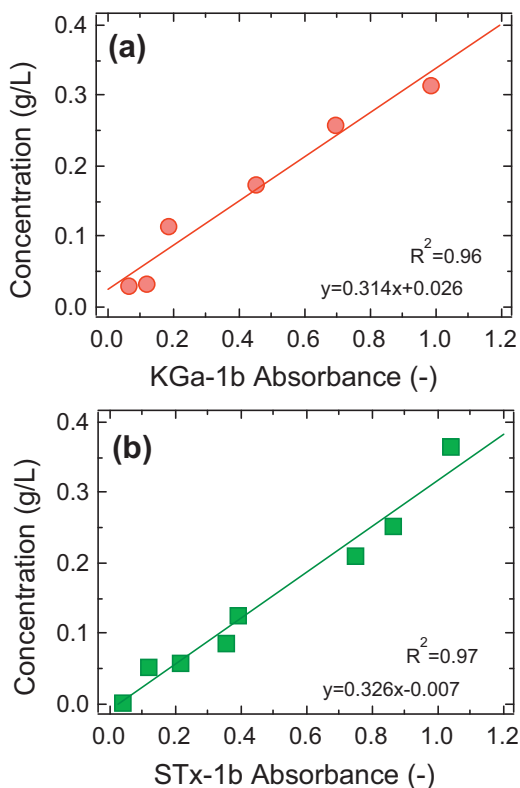 (a)
0.4
0.3
0.2
0.1
0.0
Concentration (g/L)
R²=0.96
y=0.314x+0.026
0.0 0.2 0.4 0.6 0.8 1.0 1.2
KGa-1b Absorbance (-)
(b)
0.4
0.3
0.2
0.1
0.0
Concentration (g/L)
R²=0.97
y=0.326x-0.007
0.0 0.2 0.4 0.6 0.8 1.0 1.2
STx-1b Absorbance (-)